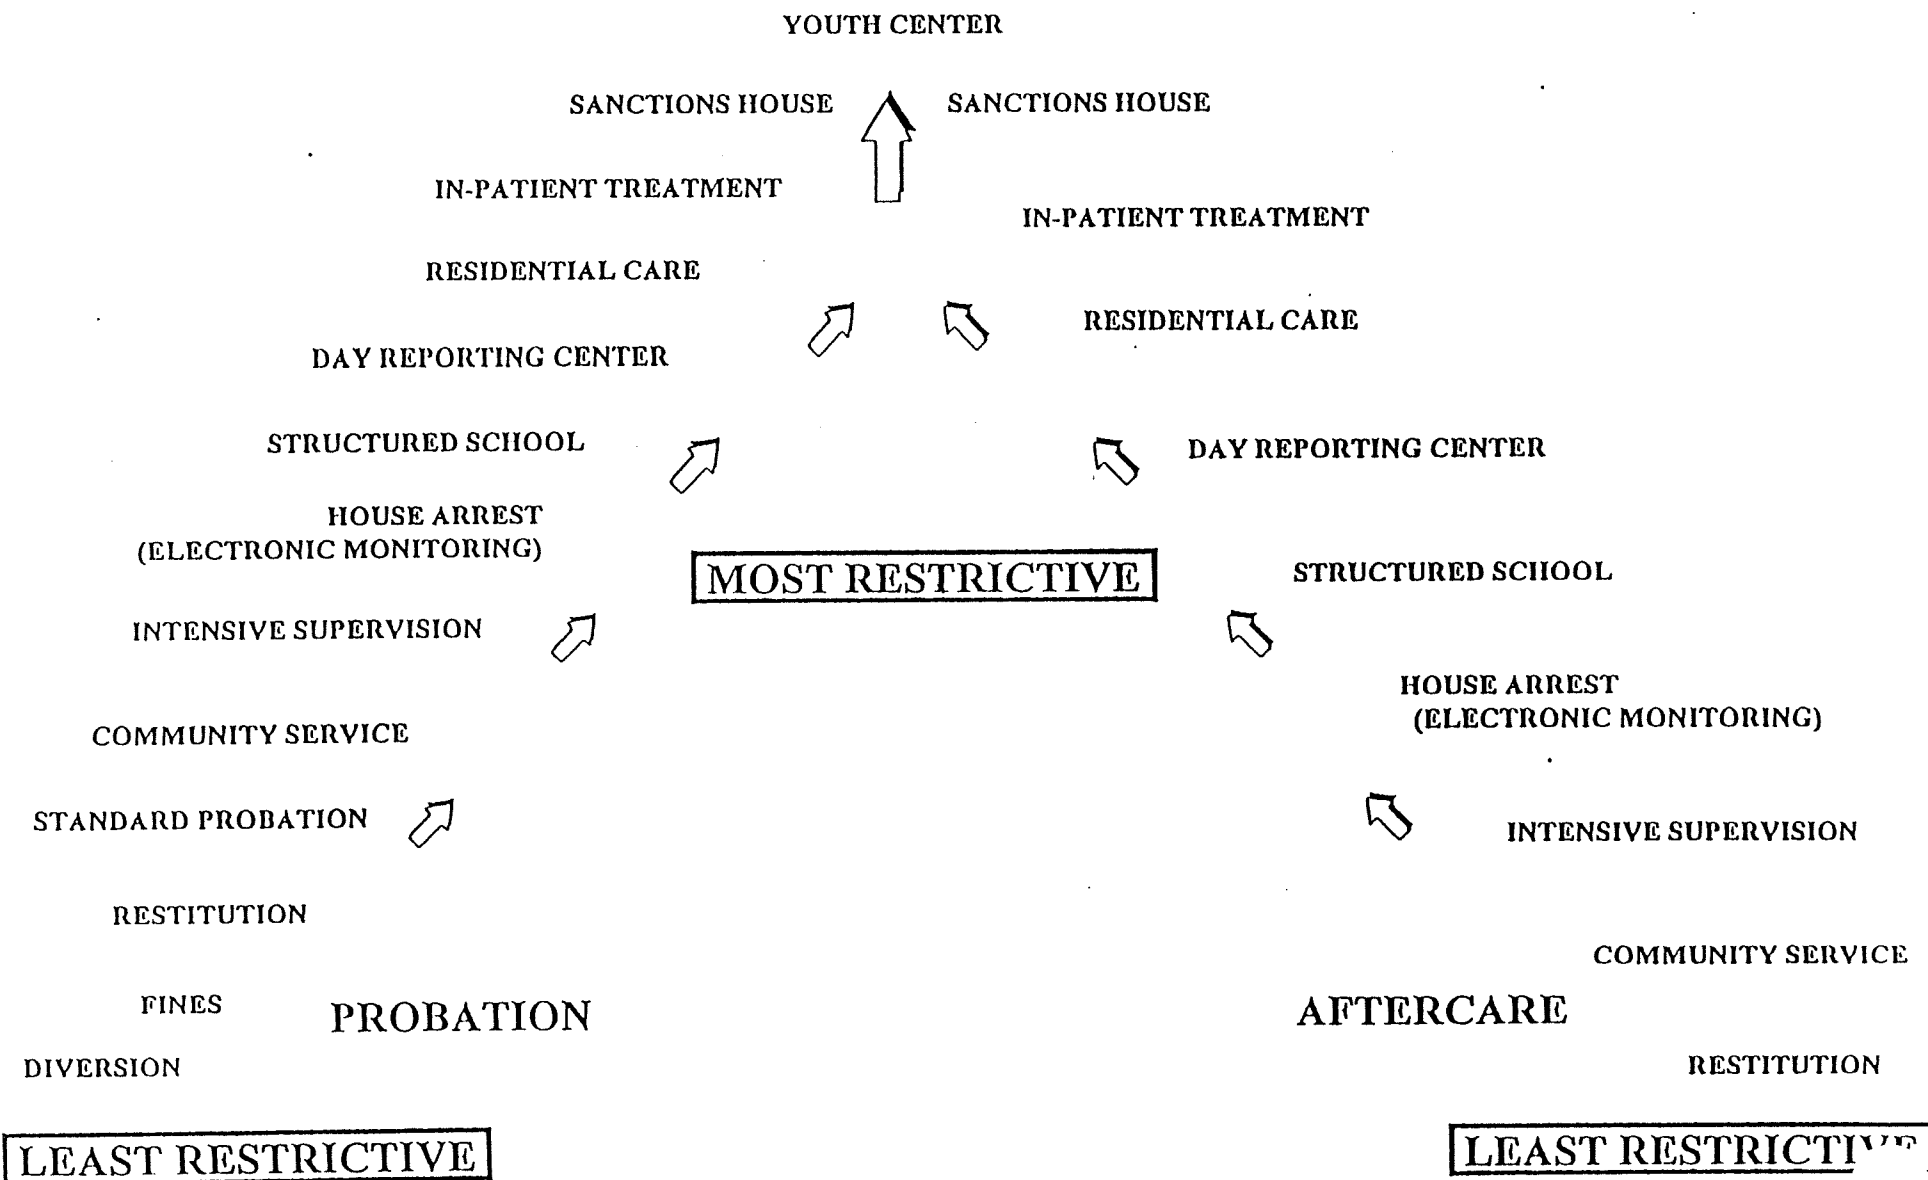 YOUTH CENTER
SANCTIONS HOUSE
SANCTIONS HOUSE
IN-PATIENT TREATMENT
IN-PATIENT TREATMENT
RESIDENTIAL CARE
RESIDENTIAL CARE
DAY REPORTING CENTER
STRUCTURED SCHOOL
DAY REPORTING CENTER
HOUSE ARREST
(ELECTRONIC MONITORING)
MOST RESTRICTIVE
STRUCTURED SCHOOL
INTENSIVE SUPERVISION
HOUSE ARREST
(ELECTRONIC MONITORING)
COMMUNITY SERVICE
STANDARD PROBATION
INTENSIVE SUPERVISION
RESTITUTION
COMMUNITY SERVICE
FINES
PROBATION
AFTERCARE
DIVERSION
RESTITUTION
LEAST RESTRICTIVE
LEAST RESTRICTIVE